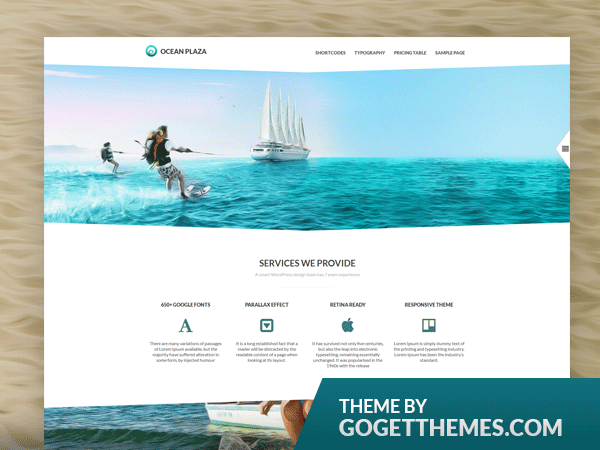 OCEAN PLAZA
SHORTCODES TYPOGRAPHY PRICING TABLE SAMPLE PAGE
SERVICES WE PROVIDE
A smart WordPress design team has 7 years experience
650+ GOOGLE FONTS
A
There are many variations of passages
of Lorem Ipsum available, but the
majority have suffered alteration in
some form, by injected humour
PARALLAX EFFECT
It is a long established fact that a
reader will be distracted by the
readable content of a page when
looking at its layout.
RETINA READY
It has survived not only five centuries,
but also the leap into electronic
typesetting, remaining essentially
unchanged. It was popularised in the
1960s with the release
RESPONSIVE THEME
Lorem Ipsum is simply dummy text of
the printing and typesetting industry.
Lorem Ipsum has been the industry's
standard.
THEME BY
GOGETTHEMES.COM